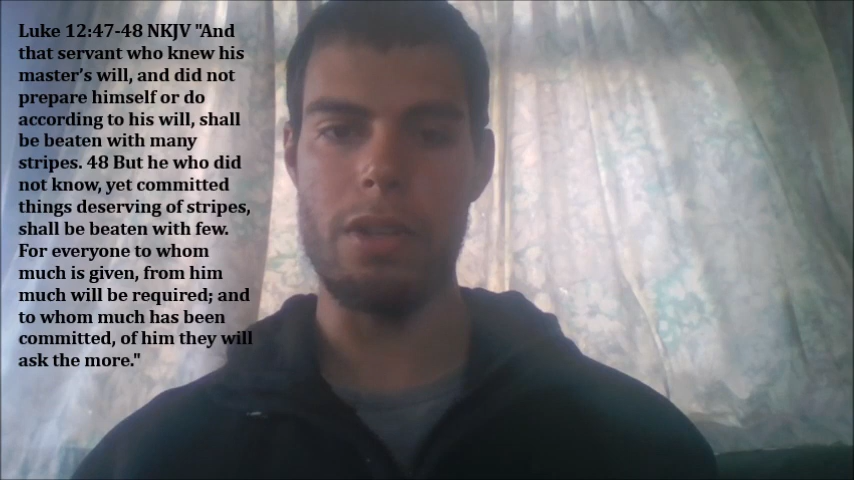 Luke 12:47-48 NKJV "And
that servant who knew his
master's will, and did not
prepare himself or do
according to his will, shall
be beaten with many
stripes. 48 But he who did
not know, yet committed
things deserving of stripes,
shall be beaten with few.
For everyone to whom
much is given, from him
much will be required; and
to whom much has been
committed, of him they will
ask the more."